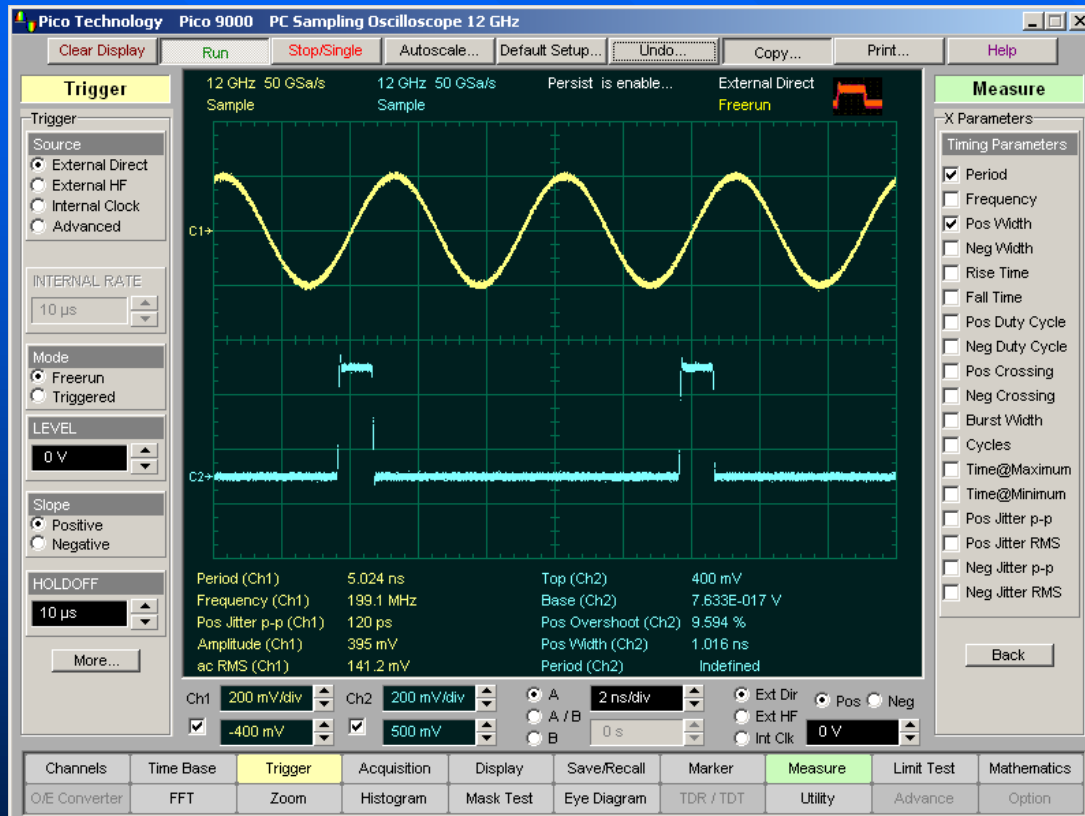 Pico Technology Pico 9000 PC Sampling Oscilloscope 12 GHz
Clear Display Run Stop/Single Autoscale... Default Setup... Undo... Copy... Print... Help
Trigger
Trigger
Source
External Direct
External HF
Internal Clock
Advanced
INTERNAL RATE
10 µs
Mode
Freerun
Triggered
LEVEL
0 V
Slope
Positive
Negative
HOLDOFF
10 µs
More...
12 GHz 50 GSa/s 12 GHz 50 GSa/s Persist is enable... External Direct
Sample Sample Freerun
C1
C2
Period (Ch1) 5.024 ns Top (Ch2) 400 mV
Frequency (Ch1) 199.1 MHz Base (Ch2) 7.633E-017 V
Pos Jitter p-p (Ch1) 120 ps Pos Overshoot (Ch2) 9.594 %
Amplitude (Ch1) 395 mV Pos Width (Ch2) 1.016 ns
ac RMS (Ch1) 141.2 mV Period (Ch2) Indefined
Ch1 200 mV/div Ch2 200 mV/div A 2 ns/div Ext Dir Pos Neg
A / B Ext HF
-400 mV 500 mV B 0 s Int Clk 0 V
Measure
X Parameters
Timing Parameters
Period
Frequency
Pos Width
Neg Width
Rise Time
Fall Time
Pos Duty Cycle
Neg Duty Cycle
Pos Crossing
Neg Crossing
Burst Width
Cycles
Time@Maximum
Time@Minimum
Pos Jitter p-p
Pos Jitter RMS
Neg Jitter p-p
Neg Jitter RMS
Back
Channels Time Base Trigger Acquisition Display Save/Recall Marker Measure Limit Test Mathematics
O/E Converter FFT Zoom Histogram Mask Test Eye Diagram TDR / TDT Utility Advance Option